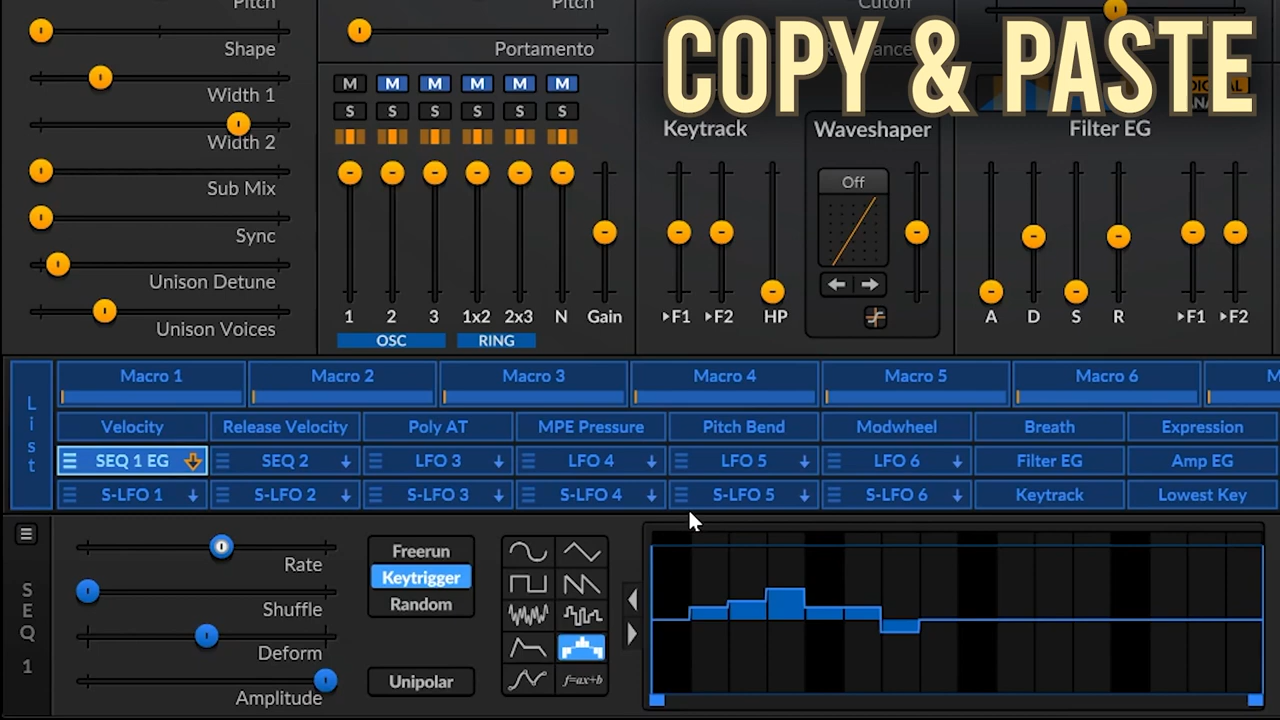 Pitch
Shape
Width 1
Width 2
Sub Mix
Sync
Unison Detune
Unison Voices
Pitch
Portamento
M M M M M M
S S S S S S
1 2 3 1x2 2x3 N Gain
OSC RING
Cutoff
COPY & PASTE
Keytrack
F1 F2 HP
Waveshaper
Off
Filter EG
A D S R F1 F2
List
Macro 1 Macro 2 Macro 3 Macro 4 Macro 5 Macro 6 M
Velocity Release Velocity Poly AT MPE Pressure Pitch Bend Modwheel Breath Expression
SEQ 1 EG SEQ 2 LFO 3 LFO 4 LFO 5 LFO 6 Filter EG Amp EG
S-LFO 1 S-LFO 2 S-LFO 3 S-LFO 4 S-LFO 5 S-LFO 6 Keytrack Lowest Key
SEQ 1
Rate
Shuffle
Deform
Amplitude
Freerun
Keytrigger
Random
Unipolar
f=ax+b